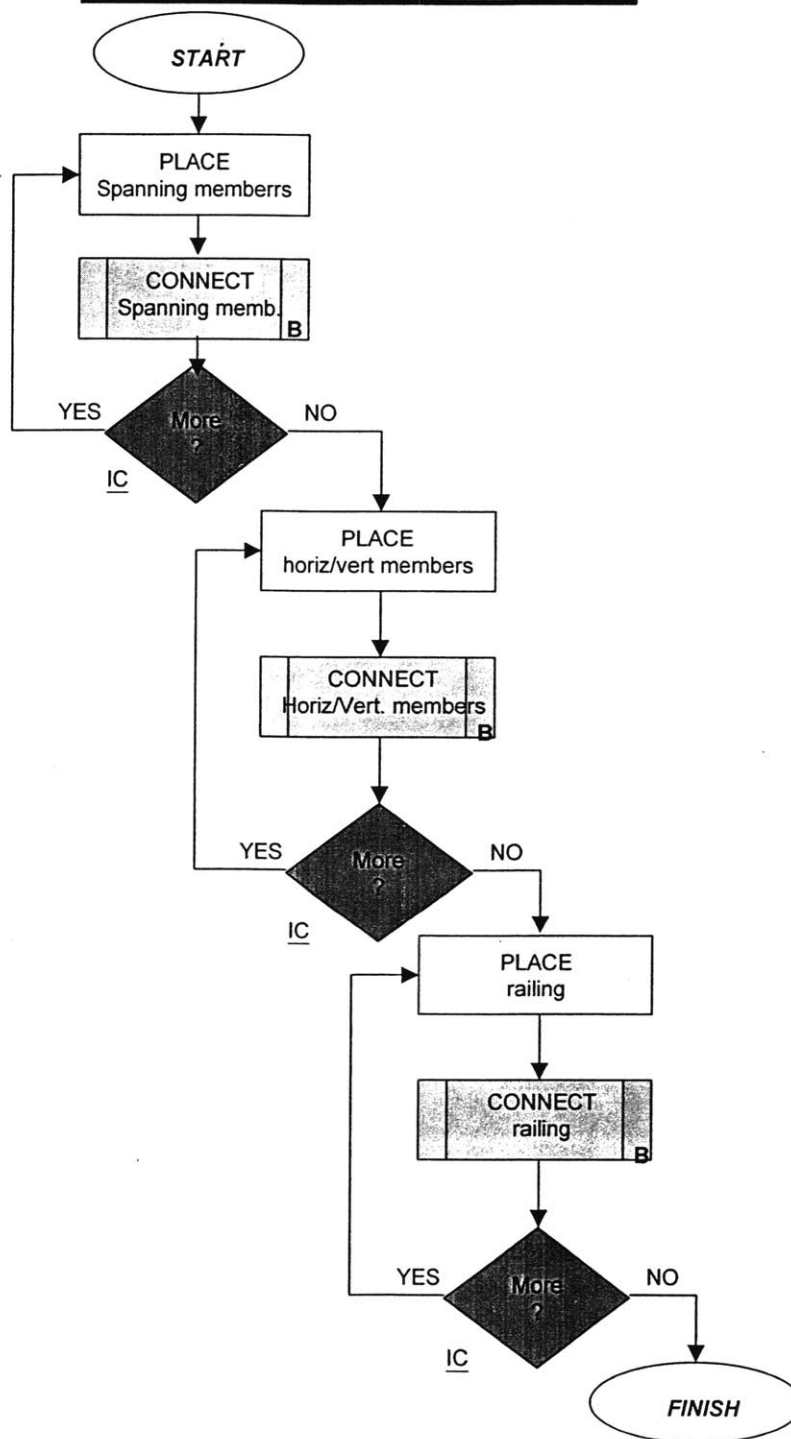 START
PLACE
Spanning memberrs
CONNECT
Spanning memb.
B
YES
More
?
NO
IC
PLACE
horiz/vert members
CONNECT
Horiz/Vert. members
B
YES
More
?
NO
IC
PLACE
railing
CONNECT
railing
B
YES
More
?
NO
IC
FINISH